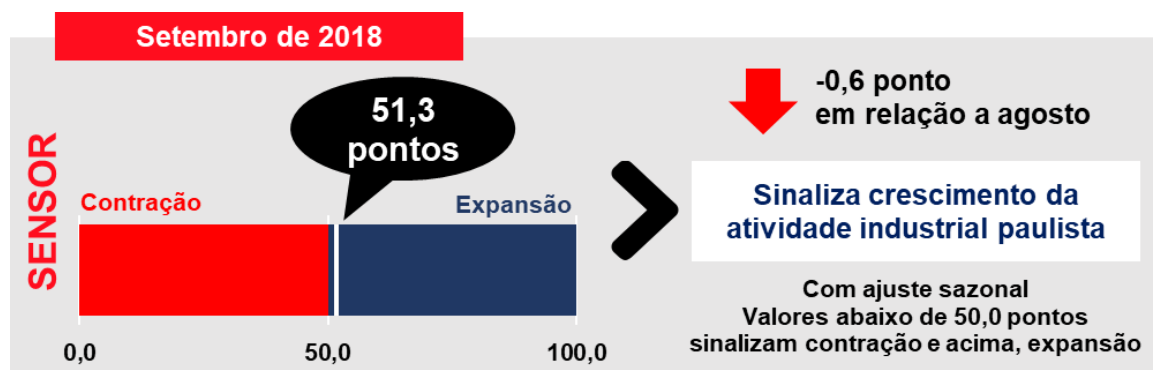 Setembro de 2018
SENSOR
51,3
pontos
Contração
Expansão
0,0
50,0
100,0
-0,6 ponto
em relação a agosto
Sinaliza crescimento da
atividade industrial paulista
Com ajuste sazonal
Valores abaixo de 50,0 pontos
sinalizam contração e acima, expansão